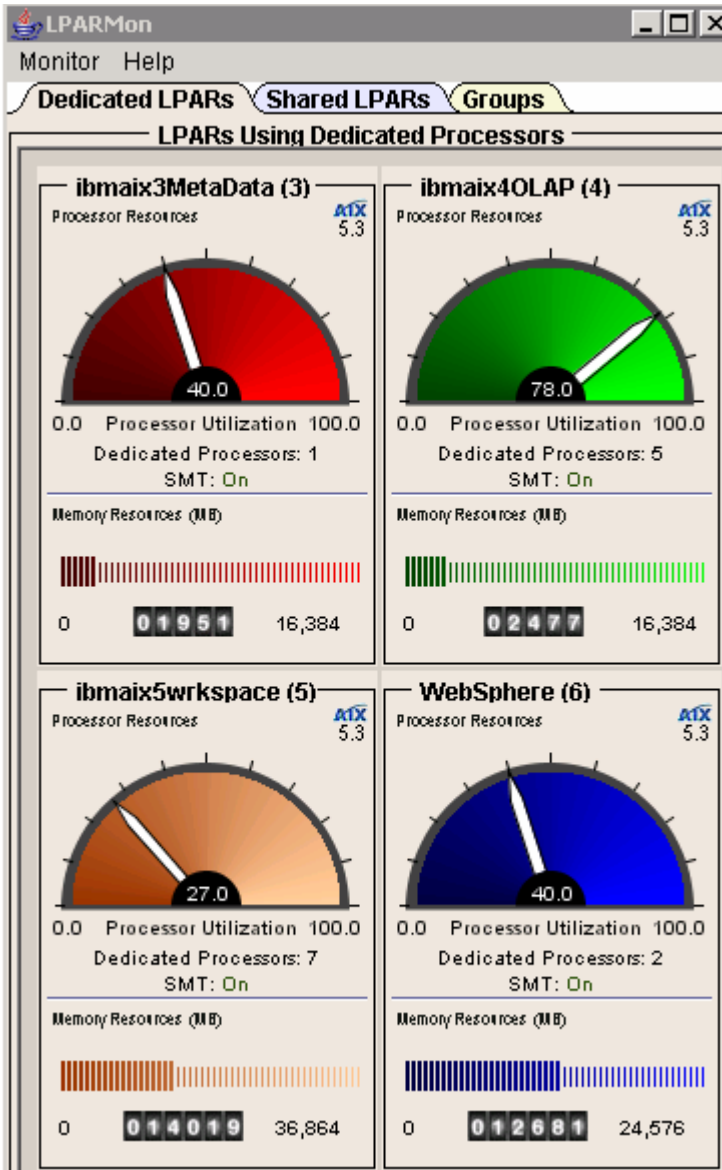 LPARMon
Monitor Help
Dedicated LPARs Shared LPARs Groups
LPARs Using Dedicated Processors
ibmaix3MetaData (3)
Processor Resources
AIX
5.3
40.0
0.0 Processor Utilization 100.0
Dedicated Processors: 1
SMT: On
Memory Resources (MB)
0 01951 16,384
ibmaix4OLAP (4)
Processor Resources
AIX
5.3
78.0
0.0 Processor Utilization 100.0
Dedicated Processors: 5
SMT: On
Memory Resources (MB)
0 02477 16,384
ibmaix5wrkspace (5)
Processor Resources
AIX
5.3
27.0
0.0 Processor Utilization 100.0
Dedicated Processors: 7
SMT: On
Memory Resources (MB)
0 014019 36,864
WebSphere (6)
Processor Resources
AIX
5.3
40.0
0.0 Processor Utilization 100.0
Dedicated Processors: 2
SMT: On
Memory Resources (MB)
0 012681 24,576